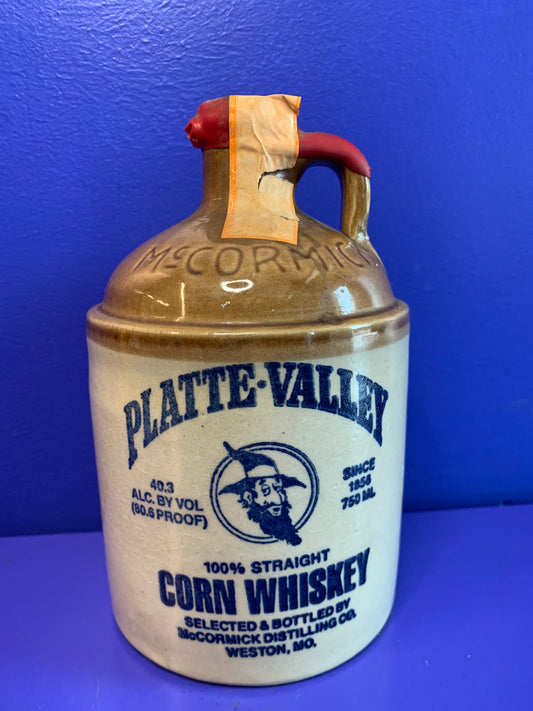 McCORMICK
PLATTE·VALLEY
40.3
ALC. BY VOL
(80.6 PROOF)
SINCE
1856
750 ML
100% STRAIGHT
CORN WHISKEY
SELECTED & BOTTLED BY
McCORMICK DISTILLING CO.
WESTON, MO.